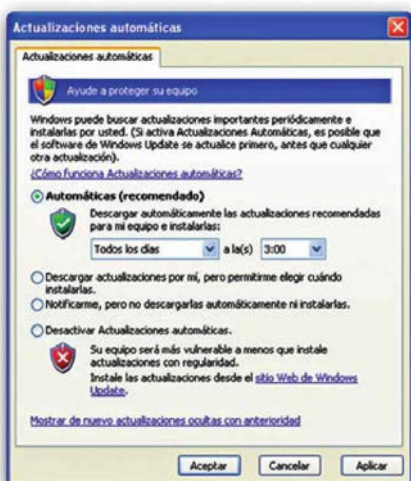 Actualizaciones automáticas
Actualizaciones automáticas
Ayude a proteger su equipo
Windows puede buscar actualizaciones importantes periódicamente e
instalarlas por usted. (Si activa Actualizaciones Automáticas, es posible que
el software de Windows Update se actualice primero, antes que cualquier
otra actualización).
¿Cómo funciona Actualizaciones automáticas?
Automáticas (recomendado)
Descargar automáticamente las actualizaciones recomendadas
para mi equipo e instalarlas:
Todos los días a la(s) 3:00
Descargar actualizaciones por mí, pero permitirme elegir cuándo
instalarlas.
Notificarme, pero no descargarlas automáticamente ni instalarlas.
Desactivar Actualizaciones automáticas.
Su equipo será más vulnerable a menos que instale
actualizaciones con regularidad.
Instale las actualizaciones desde el sitio Web de Windows
Update.
Mostrar de nuevo actualizaciones ocultas con anterioridad
Aceptar Cancelar Aplicar